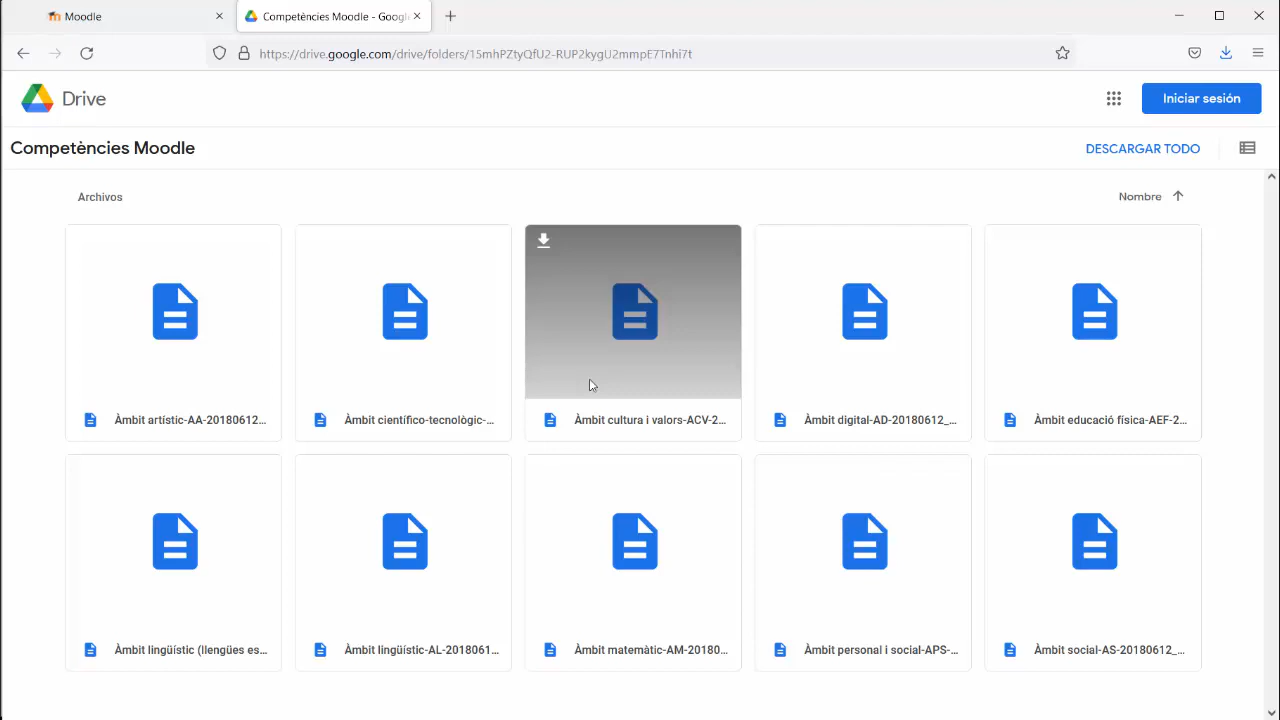 Moodle
Competències Moodle - Googl
https://drive.google.com/drive/folders/15mhPZtyQfU2-RUP2kygU2mmpE7Tnhi7t
Drive
Iniciar sesión
Competències Moodle
DESCARGAR TODO
Archivos
Nombre
Àmbit artístic-AA-20180612...
Àmbit científico-tecnològic-...
Àmbit cultura i valors-ACV-2...
Àmbit digital-AD-20180612_...
Àmbit educació física-AEF-2...
Àmbit lingüístic (llengües es...
Àmbit lingüístic-AL-2018061...
Àmbit matemàtic-AM-20180...
Àmbit personal i social-APS-...
Àmbit social-AS-20180612_...